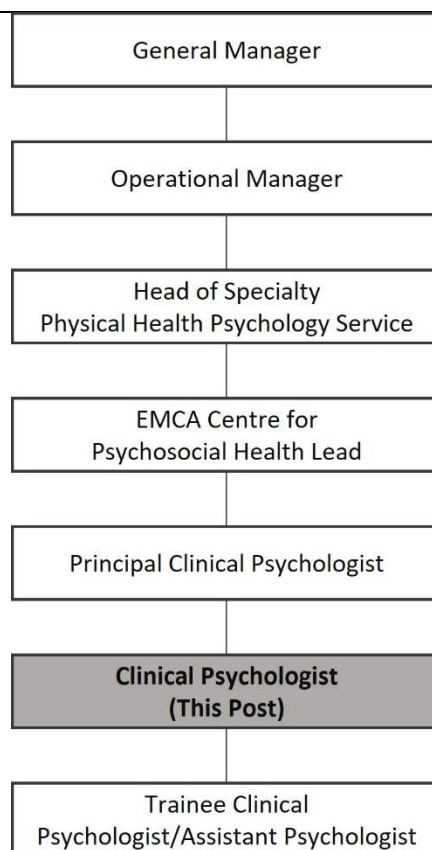 General Manager
Operational Manager
Head of Specialty
Physical Health Psychology Service
EMCA Centre for
Psychosocial Health Lead
Principal Clinical Psychologist
Clinical Psychologist
(This Post)
Trainee Clinical
Psychologist/Assistant Psychologist